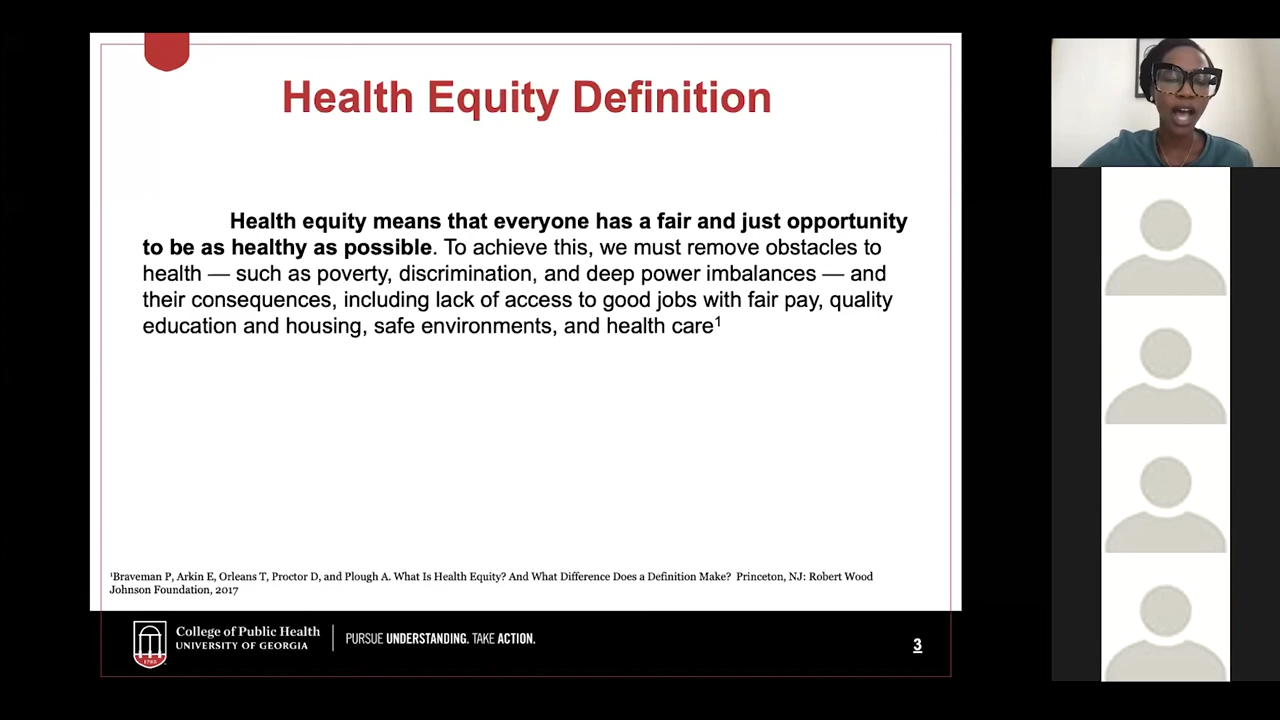 Health Equity Definition
Health equity means that everyone has a fair and just opportunity
to be as healthy as possible. To achieve this, we must remove obstacles to
health — such as poverty, discrimination, and deep power imbalances — and
their consequences, including lack of access to good jobs with fair pay, quality
education and housing, safe environments, and health care¹
¹Braveman P, Arkin E, Orleans T, Proctor D, and Plough A. What Is Health Equity? And What Difference Does a Definition Make? Princeton, NJ: Robert Wood
Johnson Foundation, 2017
1785
College of Public Health
UNIVERSITY OF GEORGIA
PURSUE UNDERSTANDING. TAKE ACTION.
3